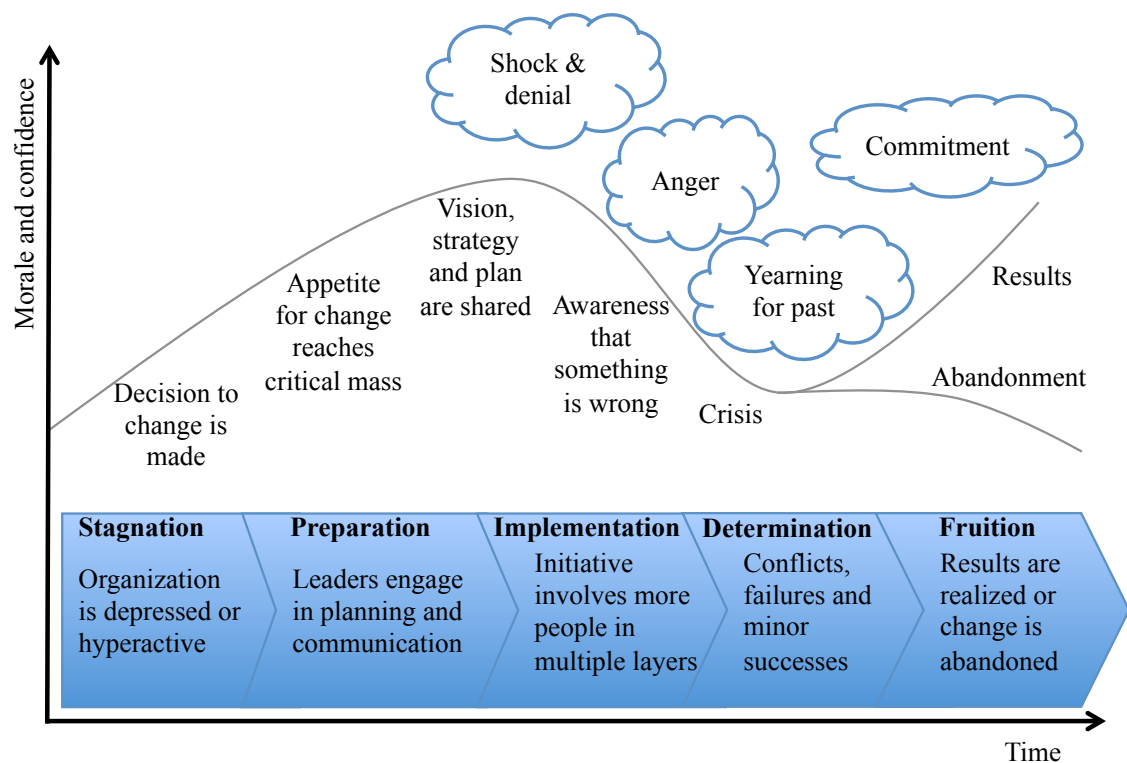 Morale and confidence
Shock &
denial
Anger
Commitment
Yearning
for past
Vision,
strategy
and plan
are shared
Appetite
for change
reaches
critical mass
Decision to
change is
made
Awareness
that
something
is wrong
Crisis
Results
Abandonment
Stagnation
Organization
is depressed or
hyperactive
Preparation
Leaders engage
in planning and
communication
Implementation
Initiative
involves more
people in
multiple layers
Determination
Conflicts,
failures and
minor
successes
Fruition
Results are
realized or
change is
abandoned
Time